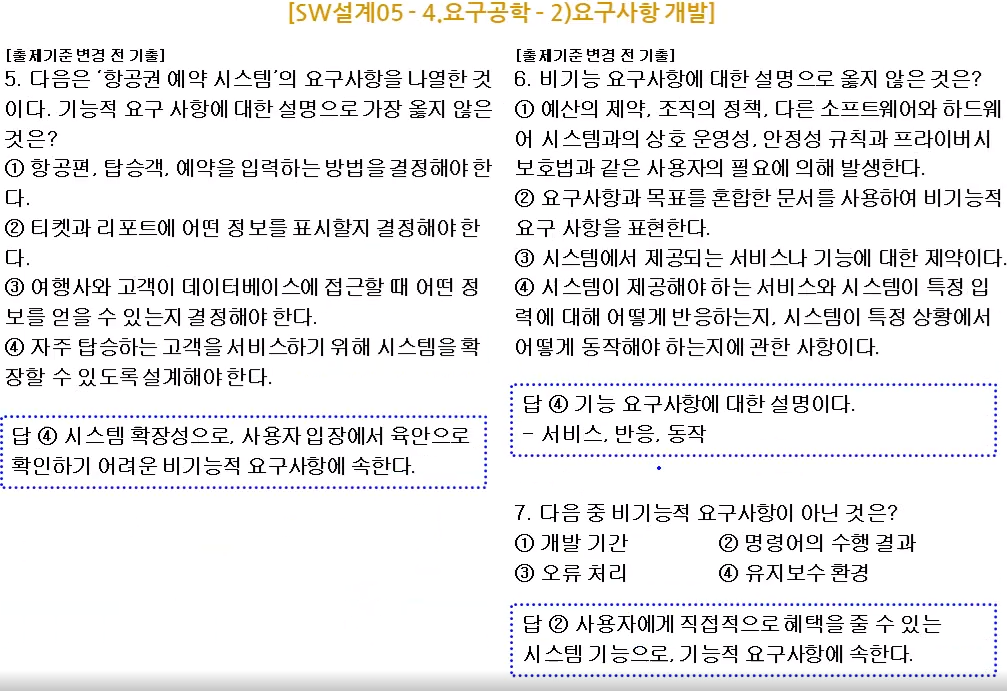 [SW설계05 - 4.요구공학 - 2)요구사항 개발]
[출제기준 변경 전 기출]
5. 다음은 '항공권 예약 시스템'의 요구사항을 나열한 것
이다. 기능적 요구 사항에 대한 설명으로 가장 옳지 않은
것은?
① 항공편, 탑승객, 예약을 입력하는 방법을 결정해야 한
다.
② 티켓과 리포트에 어떤 정보를 표시할지 결정해야 한
다.
③ 여행사와 고객이 데이터베이스에 접근할 때 어떤 정
보를 얻을 수 있는지 결정해야 한다.
④ 자주 탑승하는 고객을 서비스하기 위해 시스템을 확
장할 수 있도록 설계해야 한다.
답 ④ 시스템 확장성으로, 사용자 입장에서 육안으로
확인하기 어려운 비기능적 요구사항에 속한다.
[출제기준 변경 전 기출]
6. 비기능 요구사항에 대한 설명으로 옳지 않은 것은?
① 예산의 제약, 조직의 정책, 다른 소프트웨어와 하드웨
어 시스템과의 상호 운영성, 안정성 규칙과 프라이버시
보호법과 같은 사용자의 필요에 의해 발생한다.
② 요구사항과 목표를 혼합한 문서를 사용하여 비기능적
요구 사항을 표현한다.
③ 시스템에서 제공되는 서비스나 기능에 대한 제약이다.
④ 시스템이 제공해야 하는 서비스와 시스템이 특정 입
력에 대해 어떻게 반응하는지, 시스템이 특정 상황에서
어떻게 동작해야 하는지에 관한 사항이다.
답 ④ 기능 요구사항에 대한 설명이다.
- 서비스, 반응, 동작
7. 다음 중 비기능적 요구사항이 아닌 것은?
① 개발 기간 ② 명령어의 수행 결과
③ 오류 처리 ④ 유지보수 환경
답 ② 사용자에게 직접적으로 혜택을 줄 수 있는
시스템 기능으로, 기능적 요구사항에 속한다.